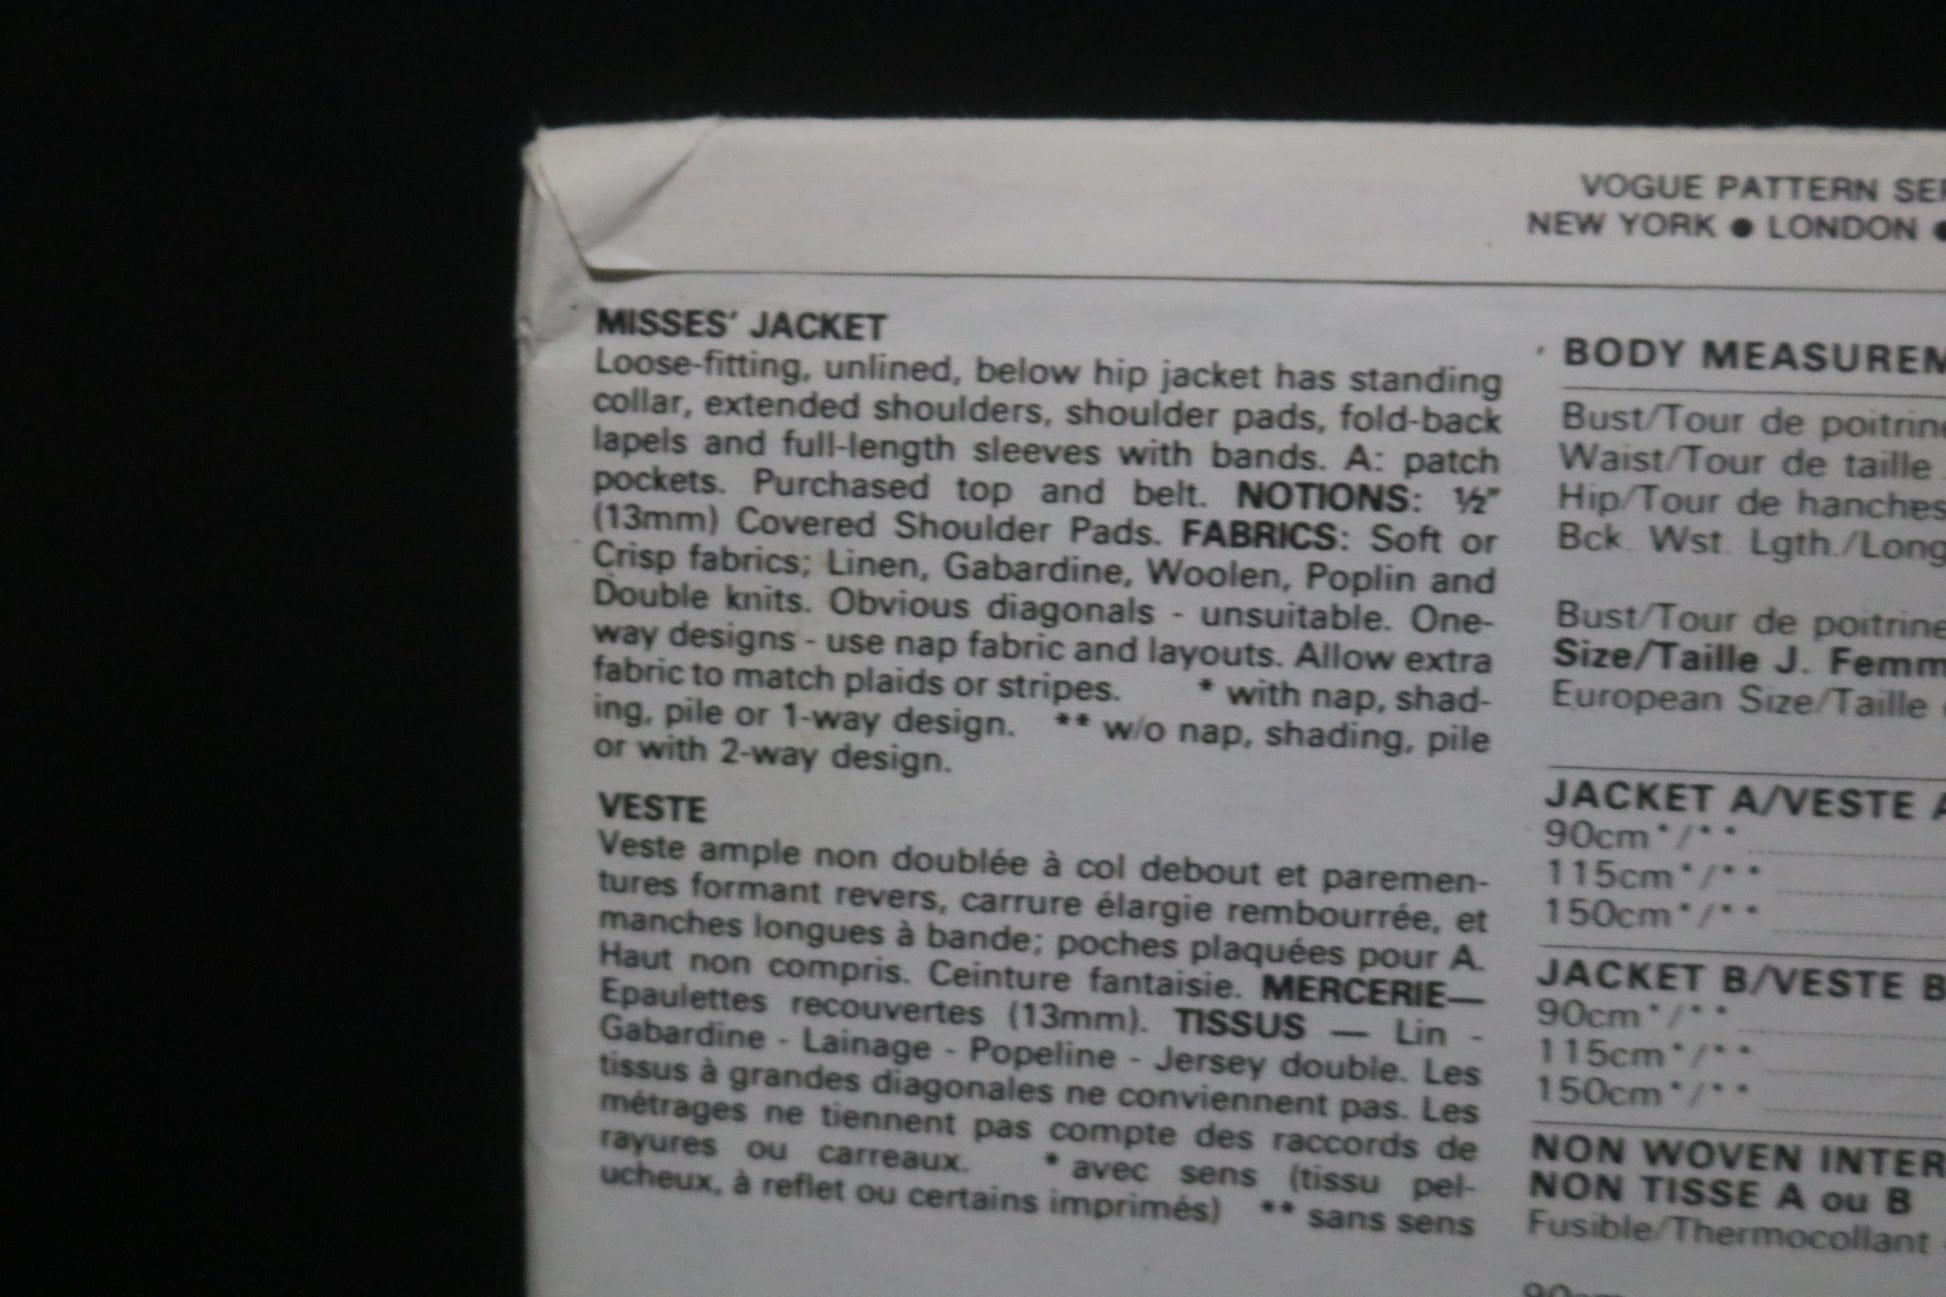 VOGUE PATTERN
NEW YORK ● LONDON ●
MISSES' JACKET
Loose-fitting, unlined, below hip jacket has standing
collar, extended shoulders, shoulder pads, fold-back
lapels and full-length sleeves with bands. A: patch
pockets. Purchased top and belt. NOTIONS: ½"
(13mm) Covered Shoulder Pads. FABRICS: Soft or
Crisp fabrics; Linen, Gabardine, Woolen, Poplin and
Double knits. Obvious diagonals - unsuitable. One-
way designs - use nap fabric and layouts. Allow extra
fabric to match plaids or stripes. * with nap, shad-
ing, pile or 1-way design. ** w/o nap, shading, pile
or with 2-way design.
VESTE
Veste ample non doublée à col debout et paremen-
tures formant revers, carrure élargie rembourrée, et
manches longues à bande; poches plaquées pour A.
Haut non compris. Ceinture fantaisie. MERCERIE—
Epaulettes recouvertes (13mm). TISSUS — Lin -
Gabardine - Lainage - Popeline - Jersey double. Les
tissus à grandes diagonales ne conviennent pas. Les
métrages ne tiennent pas compte des raccords de
rayures ou carreaux. * avec sens (tissu pel-
ucheux, à reflet ou certains imprimés) ** sans sens
BODY MEASUREM
Bust/Tour de poitrine
Waist/Tour de taille
Hip/Tour de hanches
Bck. Wst. Lgth./Long
Bust/Tour de poitrine
Size/Taille J. Femm
European Size/Taille
JACKET A/VESTE A
90cm*/**
115cm*/**
150cm*/**
JACKET B/VESTE B
90cm*/**
115cm*/**
150cm*/**
NON WOVEN INTER
NON TISSE A ou B
Fusible/Thermocollant
90cm